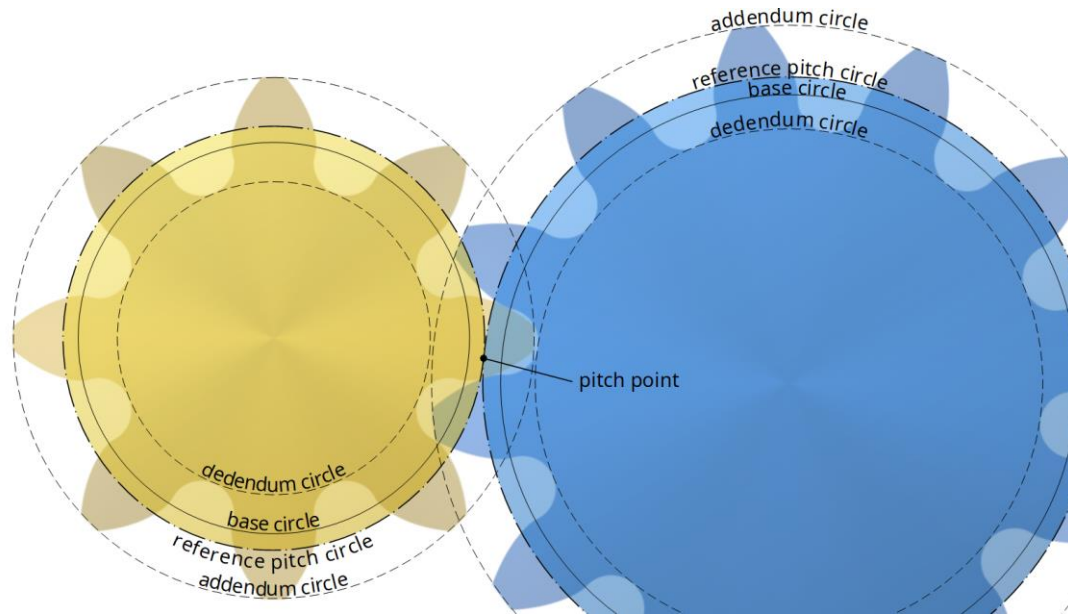 addendum circle
reference pitch circle
base circle
dedendum circle
pitch point
dedendum circle
base circle
reference pitch circle
addendum circle